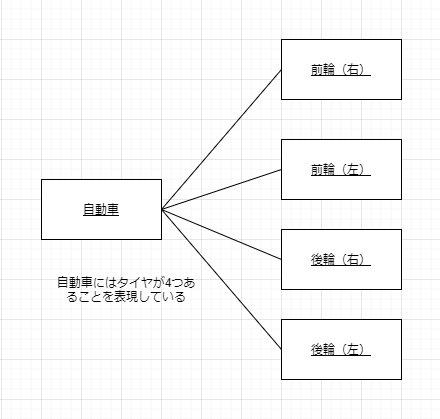 前輪（右）
前輪（左）
自動車
後輪（右）
自動車にはタイヤが4つあ
ることを表現している
後輪（左）